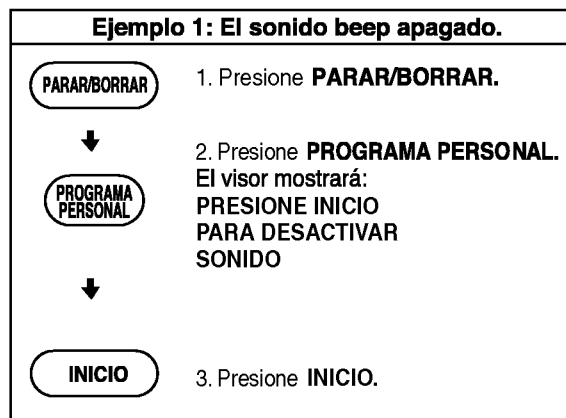 Ejemplo 1: El sonido beep apagado.
PARAR/BORRAR
1. Presione PARAR/BORRAR.
PROGRAMA
PERSONAL
2. Presione PROGRAMA PERSONAL.
El visor mostrará:
PRESIONE INICIO
PARA DESACTIVAR
SONIDO
INICIO
3. Presione INICIO.